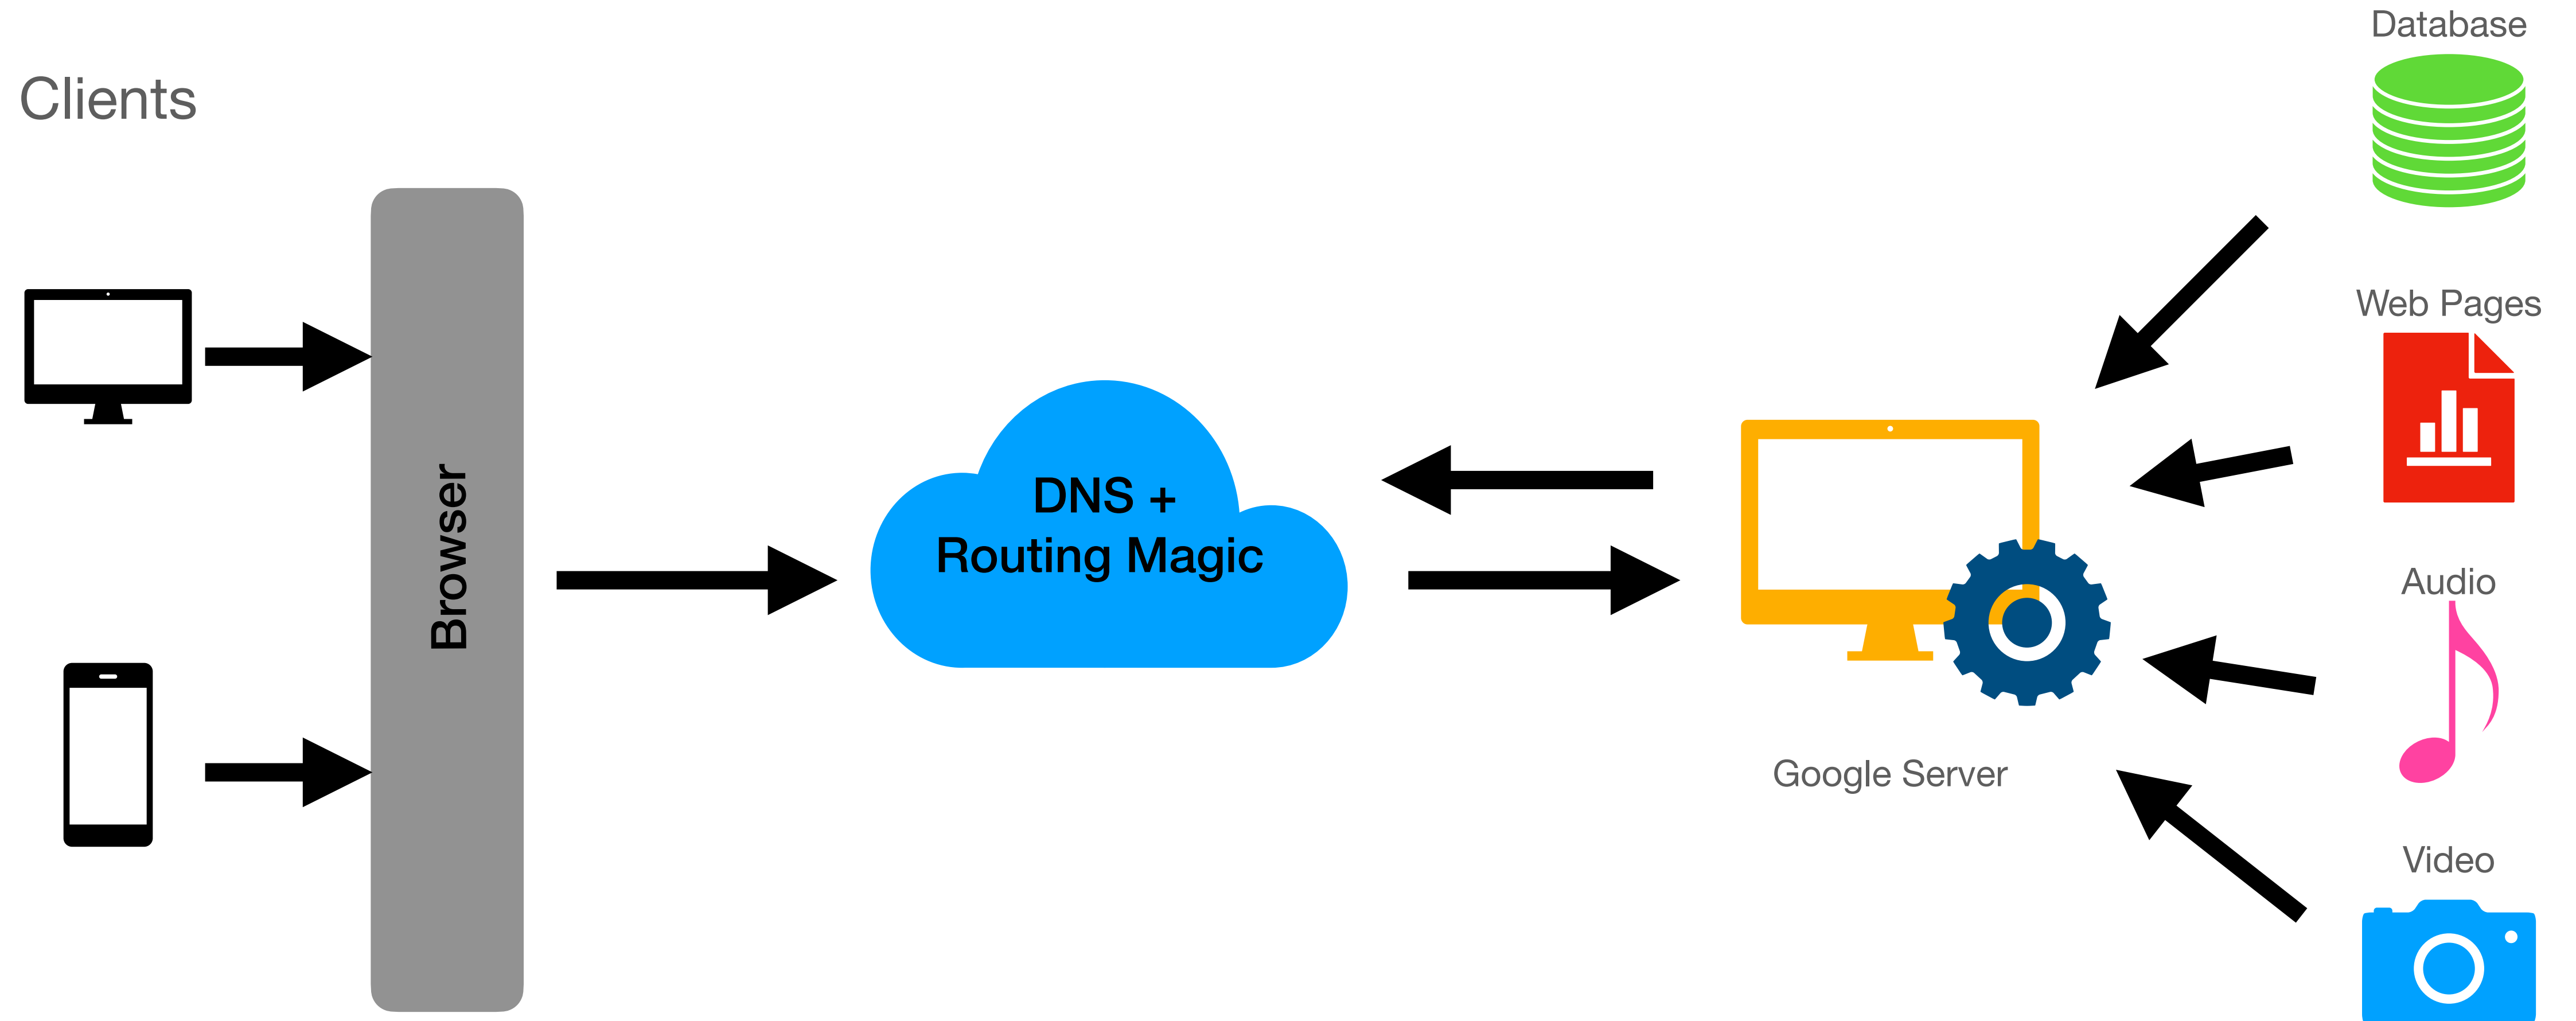 Clients
Browser
DNS +
Routing Magic
Google Server
Database
Web Pages
Audio
Video